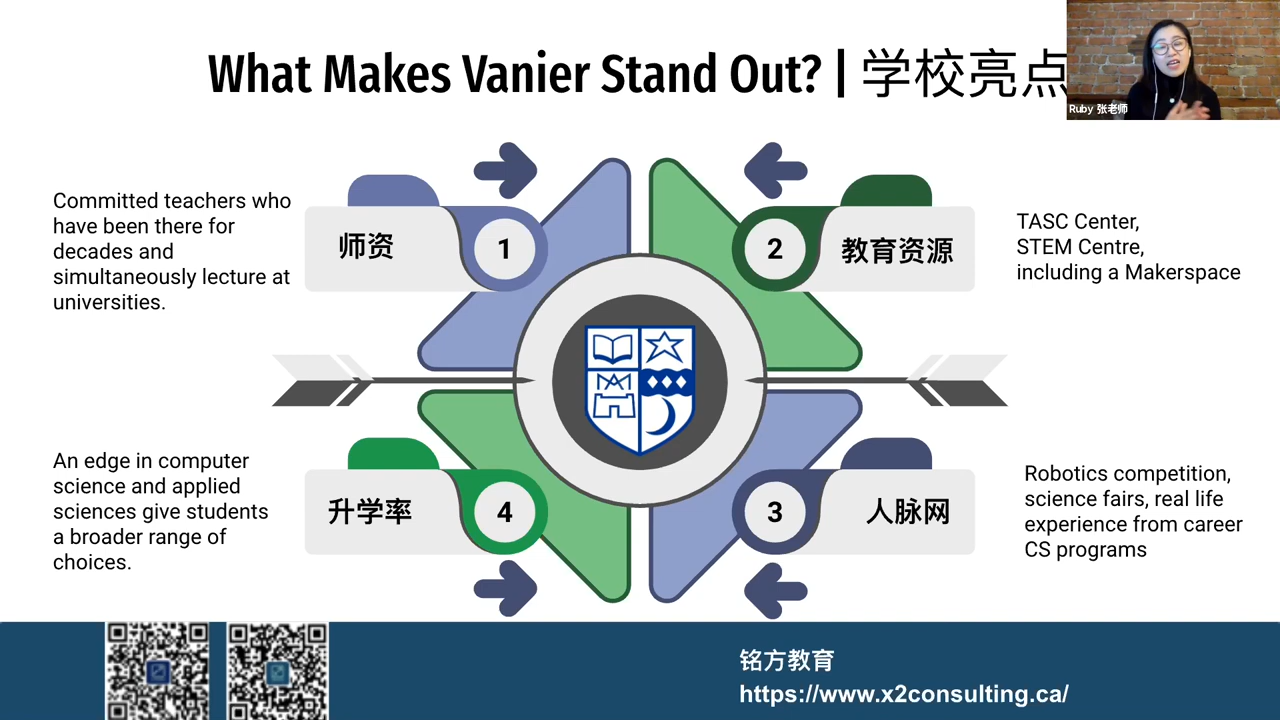 What Makes Vanier Stand Out? | 学校亮点
Ruby 张老师
Committed teachers who
have been there for
decades and
simultaneously lecture at
universities.
师资
1
2
教育资源
TASC Center,
STEM Centre,
including a Makerspace
An edge in computer
science and applied
sciences give students
a broader range of
choices.
升学率
4
3
人脉网
Robotics competition,
science fairs, real life
experience from career
CS programs
铭方教育
https://www.x2consulting.ca/